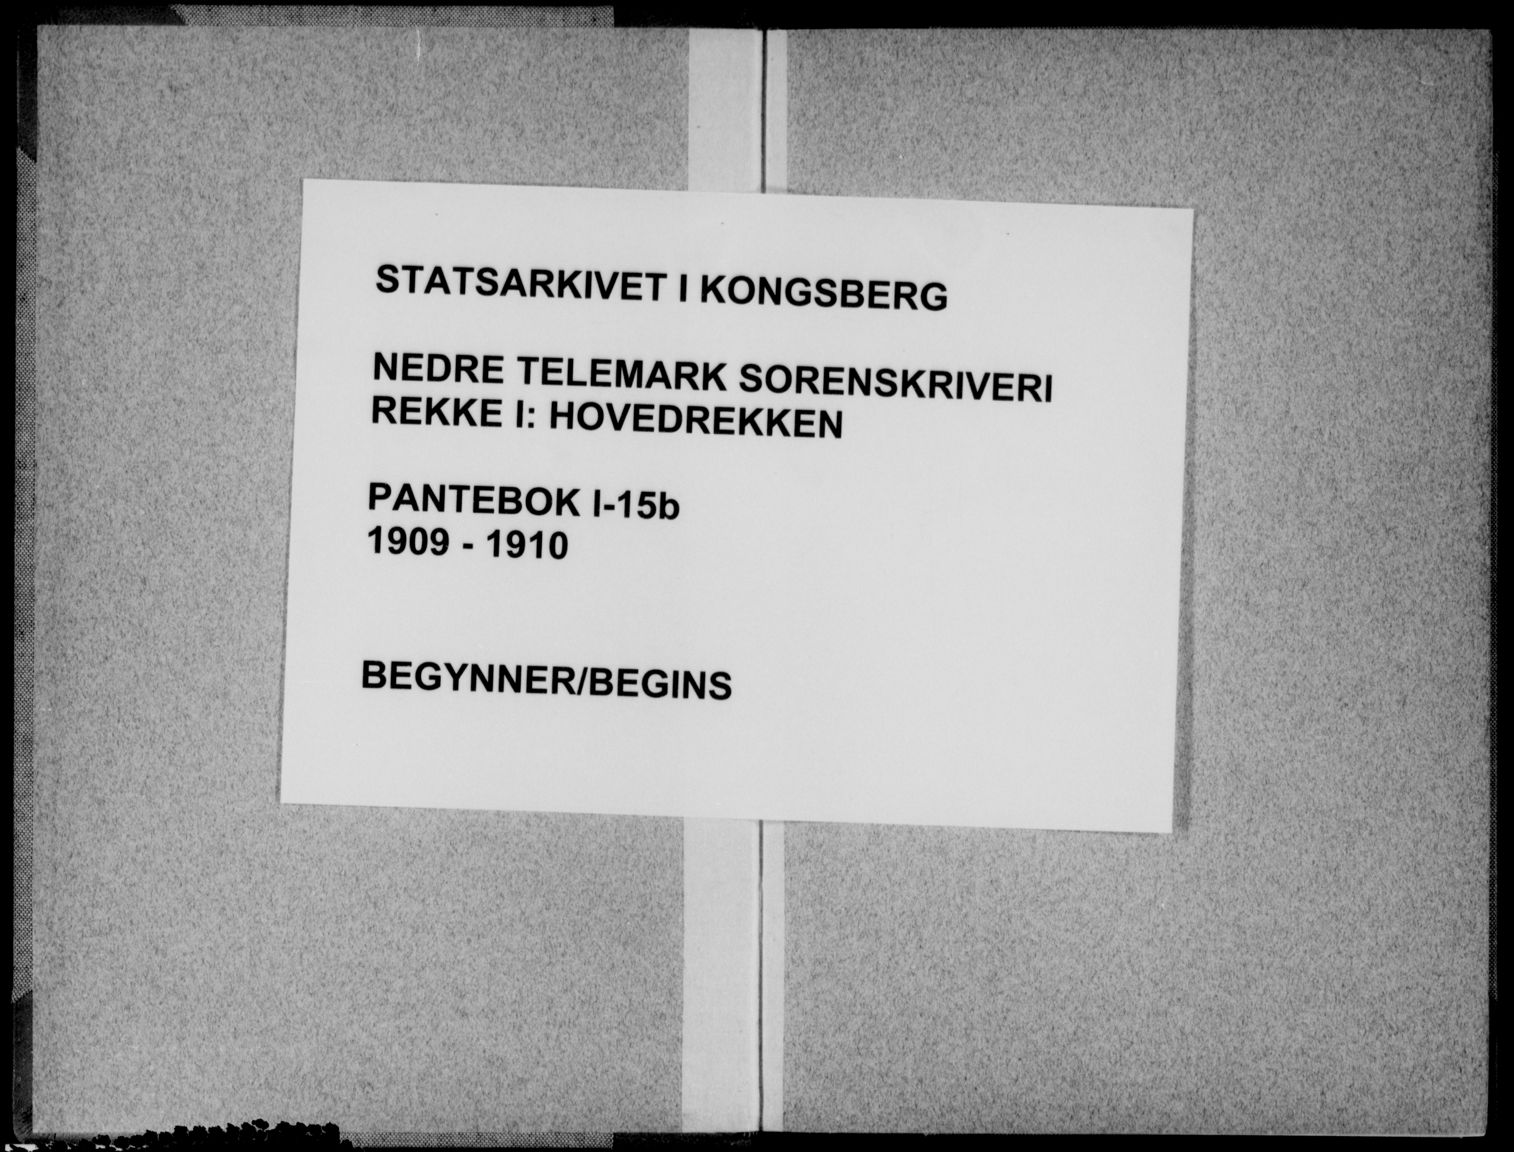 STATSARKIVET I KONGSBERG
NEDRE TELEMARK SORENSKRIVERI
REKKE I: HOVEDREKKEN
PANTEBOK I-15b
1909 - 1910
BEGYNNER/BEGINS